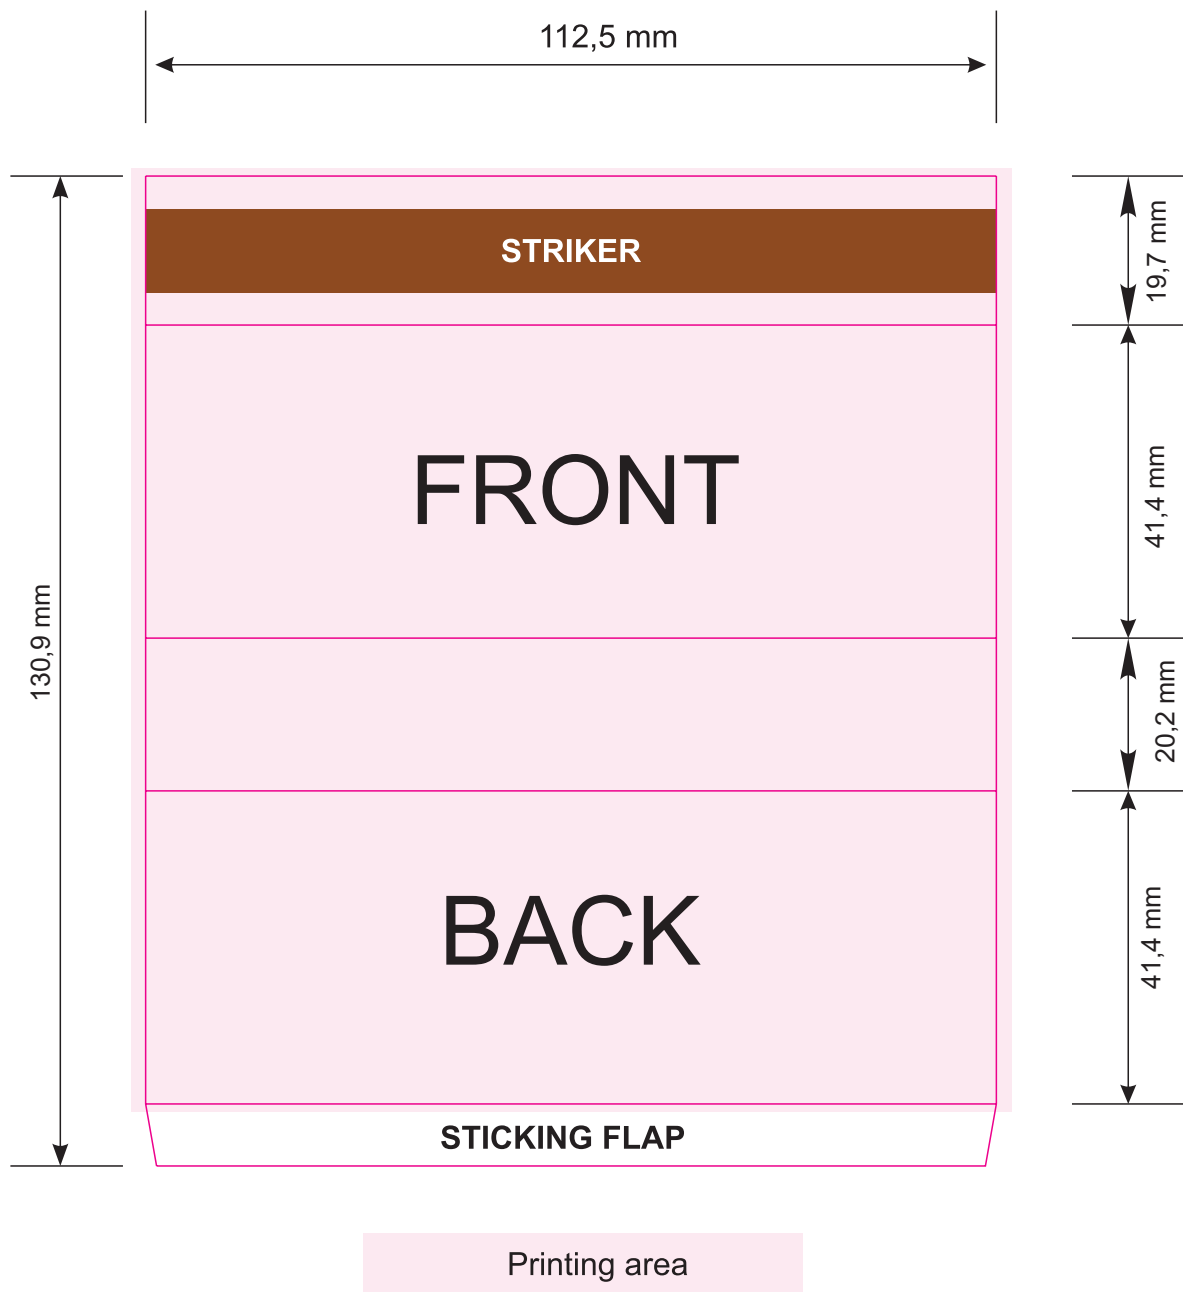 112,5 mm
STRIKER
19,7 mm
FRONT
41,4 mm
130,9 mm
20,2 mm
BACK
41,4 mm
STICKING FLAP
Printing area